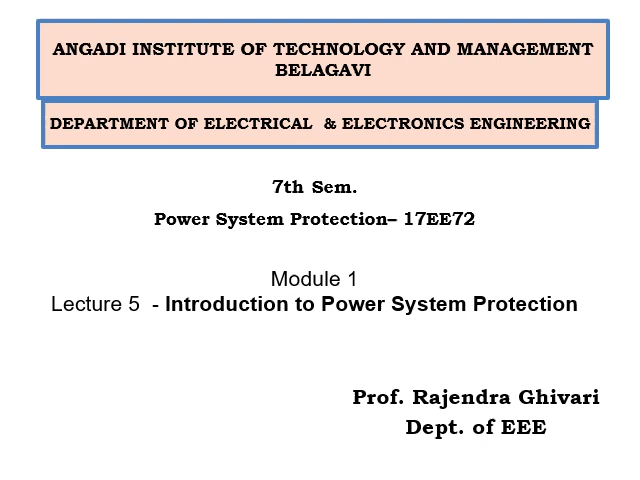 ANGADI INSTITUTE OF TECHNOLOGY AND MANAGEMENT
BELAGAVI
DEPARTMENT OF ELECTRICAL & ELECTRONICS ENGINEERING
7th Sem.
Power System Protection– 17EE72
Module 1
Lecture 5 - Introduction to Power System Protection
Prof. Rajendra Ghivari
Dept. of EEE